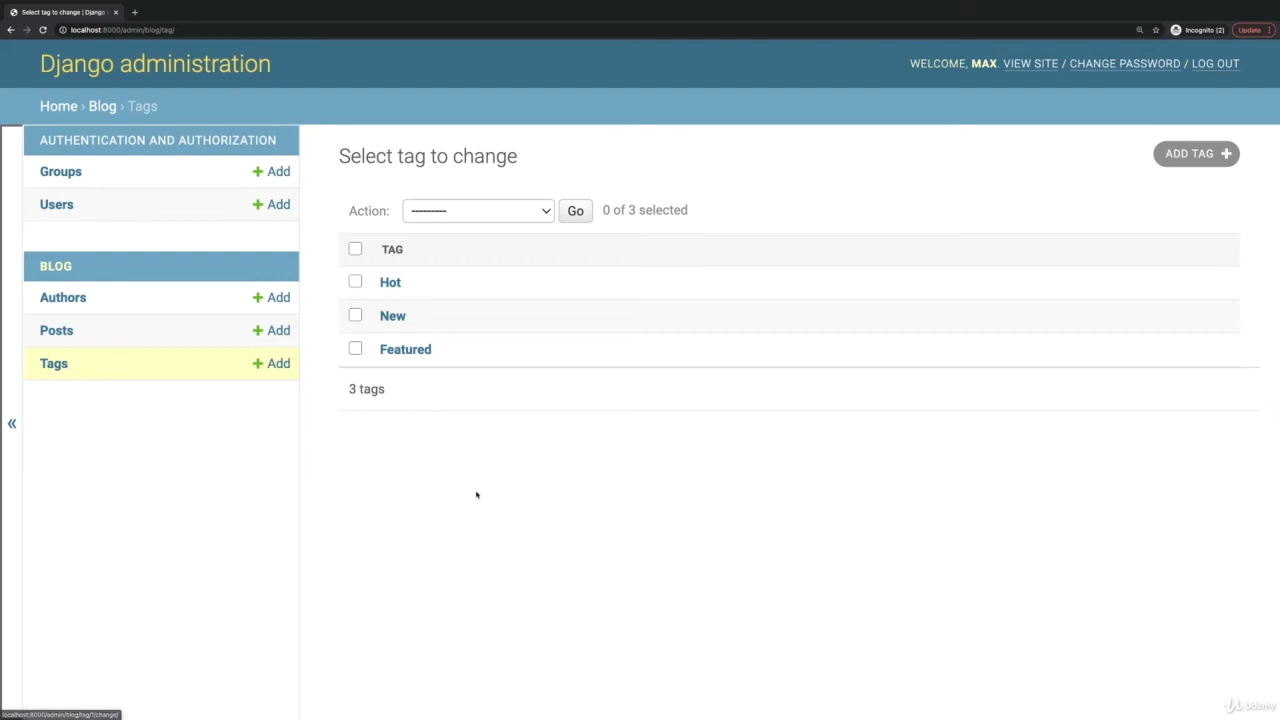 Select tag to change | Django
localhost:8000/admin/blog/tag/
Incognito (2)
Update
Django administration
WELCOME, MAX. VIEW SITE / CHANGE PASSWORD / LOG OUT
Home › Blog › Tags
AUTHENTICATION AND AUTHORIZATION
Groups + Add
Users + Add
BLOG
Authors + Add
Posts + Add
Tags + Add
«
Select tag to change
ADD TAG +
Action: --------- Go 0 of 3 selected
TAG
Hot
New
Featured
3 tags
localhost:8000/admin/blog/tag/1/change/
Udemy